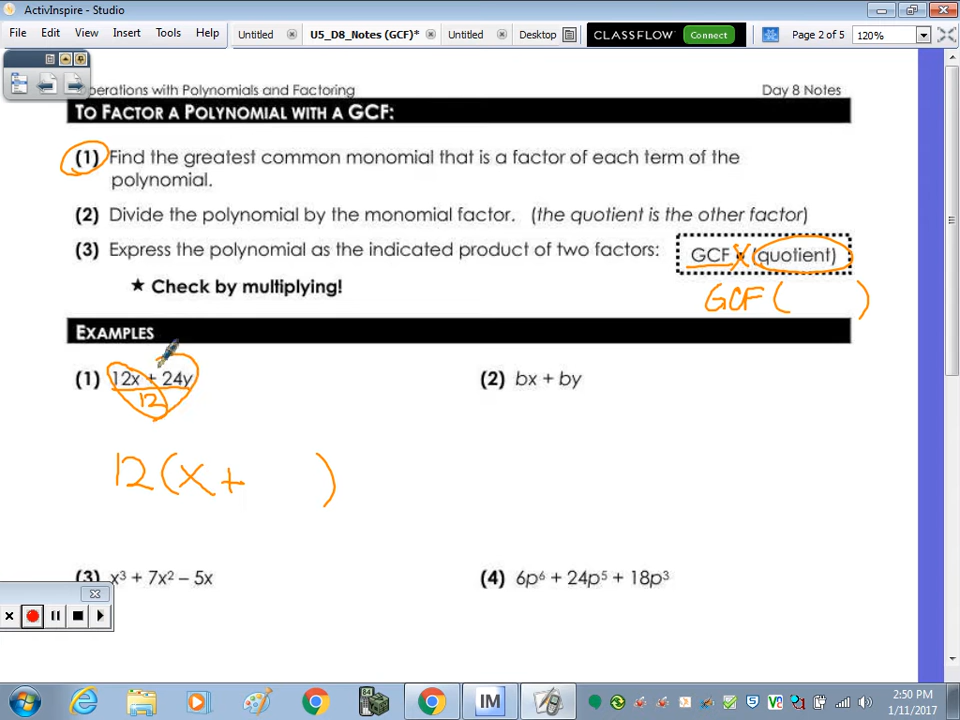 ActivInspire - Studio
File Edit View Insert Tools Help Untitled U5_D8_Notes (GCF)* Untitled Desktop CLASSFLOW Connect Page 2 of 5 120%
perations with Polynomials and Factoring Day 8 Notes
TO FACTOR A POLYNOMIAL WITH A GCF:
(1) Find the greatest common monomial that is a factor of each term of the
polynomial.
(2) Divide the polynomial by the monomial factor. (the quotient is the other factor)
(3) Express the polynomial as the indicated product of two factors: GCF x (quotient)
★ Check by multiplying! GCF ( )
EXAMPLES
(1) 12x + 24y (2) bx + by
12
12 (x + )
(3) x³ + 7x² – 5x (4) 6p⁶ + 24p⁵ + 18p³
IM
2:50 PM
1/11/2017